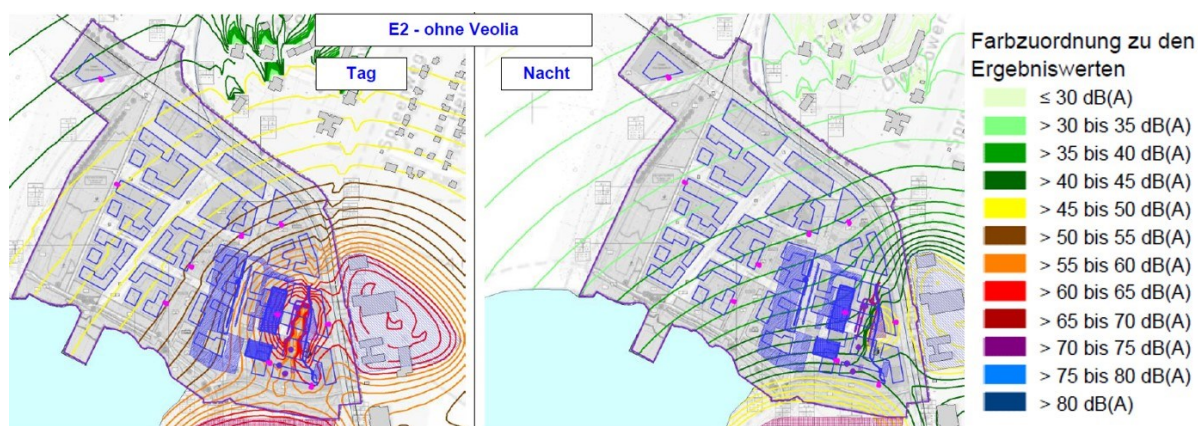 E2 - ohne Veolia
Tag
Nacht
Farbzuordnung zu den
Ergebniswerten
≤ 30 dB(A)
> 30 bis 35 dB(A)
> 35 bis 40 dB(A)
> 40 bis 45 dB(A)
> 45 bis 50 dB(A)
> 50 bis 55 dB(A)
> 55 bis 60 dB(A)
> 60 bis 65 dB(A)
> 65 bis 70 dB(A)
> 70 bis 75 dB(A)
> 75 bis 80 dB(A)
> 80 dB(A)